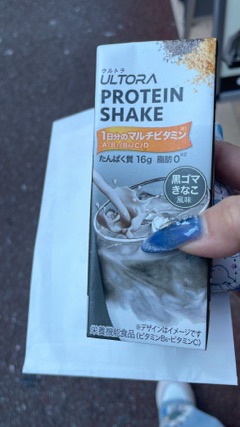 ウルトラ
ULTORA
PROTEIN
SHAKE
1日分のマルチビタミン
たんぱく質 16g 脂肪 0
黒ゴマ
きなこ
風味
※デザインはイメージです
栄養機能食品(ビタミンB₆・ビタミンC)